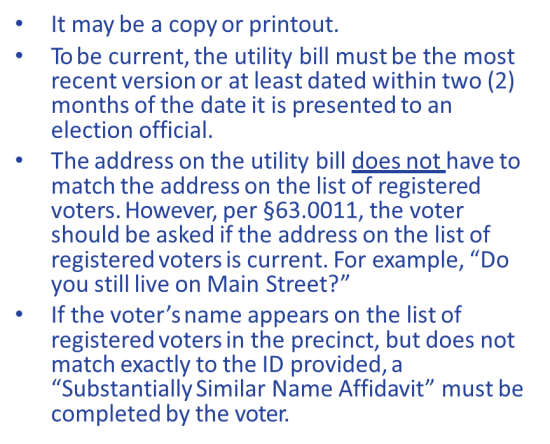 • It may be a copy or printout.
• To be current, the utility bill must be the most
recent version or at least dated within two (2)
months of the date it is presented to an
election official.
• The address on the utility bill does not have to
match the address on the list of registered
voters. However, per §63.0011, the voter
should be asked if the address on the list of
registered voters is current. For example, “Do
you still live on Main Street?”
• If the voter’s name appears on the list of
registered voters in the precinct, but does not
match exactly to the ID provided, a
“Substantially Similar Name Affidavit” must be
completed by the voter.